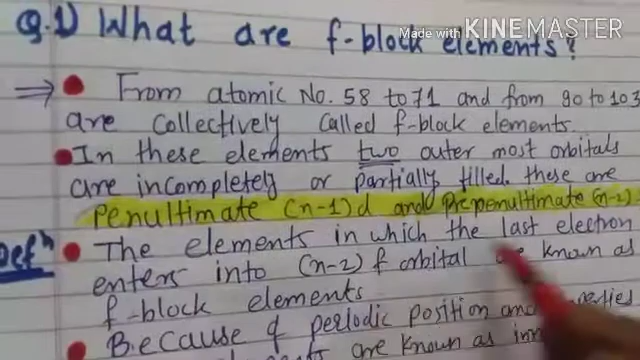 Made with KINEMASTER
Q.1) What are f-block elements?
⇒ • From atomic No. 58 to 71 and from 90 to 103
are collectively called f-block elements.
• In these elements two outer most orbitals
are incompletely or partially filled these are
penultimate (n-1)d and prepenultimate (n-2)
Defⁿ • The elements in which the last electron
enters into (n-2) f orbital are known as
f-block elements
• Because of periodic position and
are known as